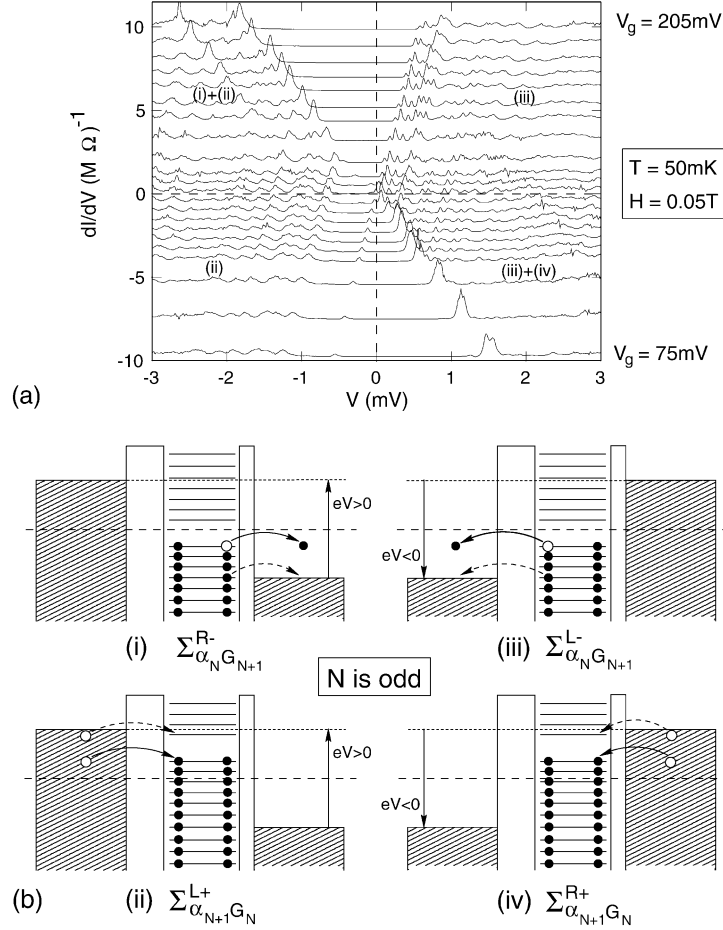 10
5
0
-5
-10
dI/dV (M Ω)⁻¹
(i)+(ii)
(iii)
(ii)
(iii)+(iv)
-3 -2 -1 0 1 2 3
V (mV)
V_g = 205mV
T = 50mK
H = 0.05T
V_g = 75mV
(a)
eV>0
eV<0
(i) Σ^{R-}_{α_N G_{N+1}}
(iii) Σ^{L-}_{α_N G_{N+1}}
N is odd
eV>0
eV<0
(b)
(ii) Σ^{L+}_{α_{N+1} G_N}
(iv) Σ^{R+}_{α_{N+1} G_N}